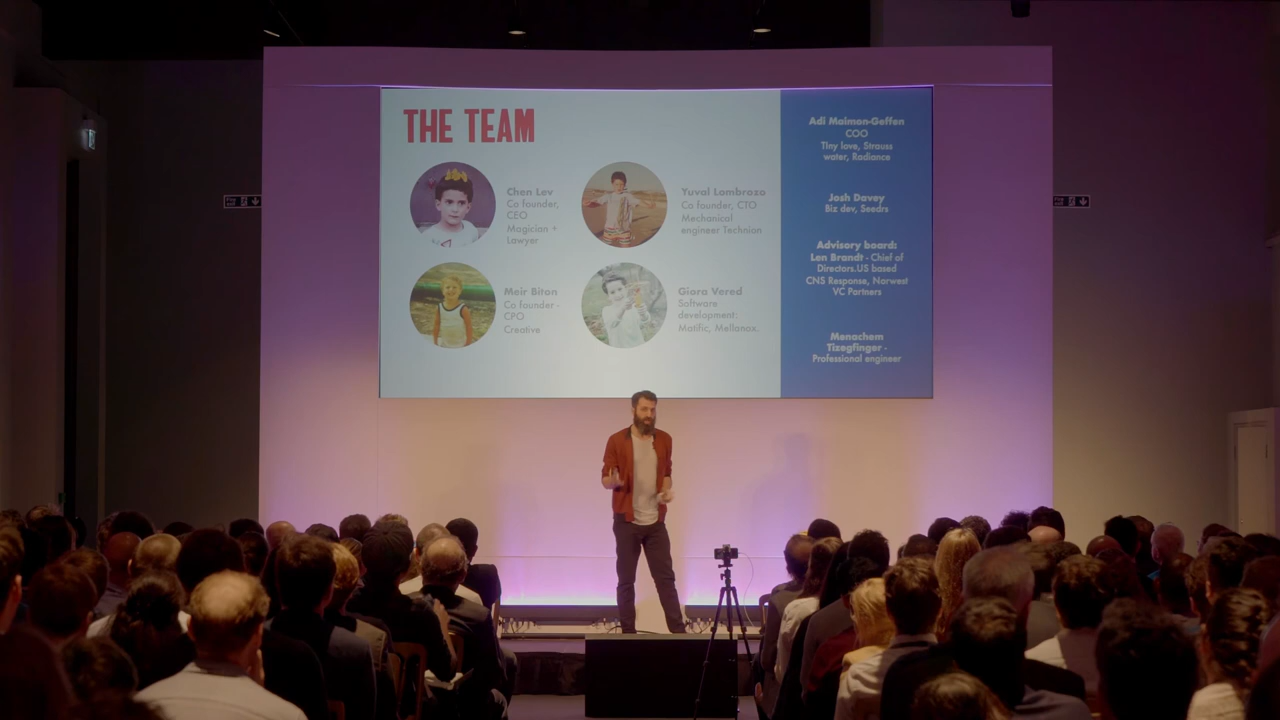 THE TEAM
Chen Lev
Co founder,
CEO
Magician +
Lawyer
Yuval Lombrozo
Co founder, CTO
Mechanical
engineer Technion
Meir Biton
Co founder -
CPO
Creative
Giora Vered
Software
development:
Matific, Mellanox.
Adi Maimon-Geffen
COO
Tiny love, Strauss
water, Radiance
Josh Davey
Biz dev, Seedrs
Advisory board:
Len Brandt - Chief of
Directors.US based
CNS Response, Norwest
VC Partners
Menachem
Tizegfinger -
Professional engineer